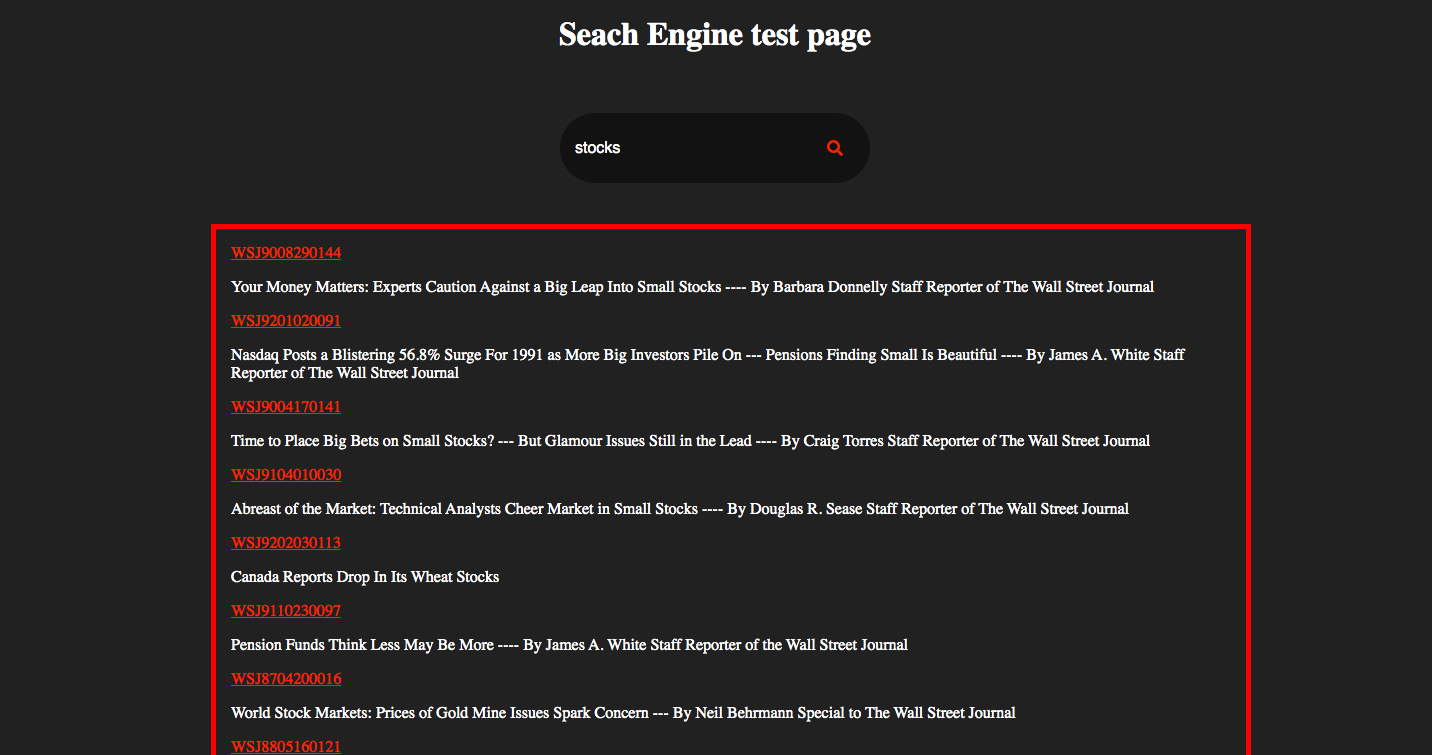 Seach Engine test page
stocks
WSJ9008290144
Your Money Matters: Experts Caution Against a Big Leap Into Small Stocks ---- By Barbara Donnelly Staff Reporter of The Wall Street Journal
WSJ9201020091
Nasdaq Posts a Blistering 56.8% Surge For 1991 as More Big Investors Pile On --- Pensions Finding Small Is Beautiful ---- By James A. White Staff
Reporter of The Wall Street Journal
WSJ9004170141
Time to Place Big Bets on Small Stocks? --- But Glamour Issues Still in the Lead ---- By Craig Torres Staff Reporter of The Wall Street Journal
WSJ9104010030
Abreast of the Market: Technical Analysts Cheer Market in Small Stocks ---- By Douglas R. Sease Staff Reporter of The Wall Street Journal
WSJ9202030113
Canada Reports Drop In Its Wheat Stocks
WSJ9110230097
Pension Funds Think Less May Be More ---- By James A. White Staff Reporter of the Wall Street Journal
WSJ8704200016
World Stock Markets: Prices of Gold Mine Issues Spark Concern --- By Neil Behrmann Special to The Wall Street Journal
WSJ8805160121